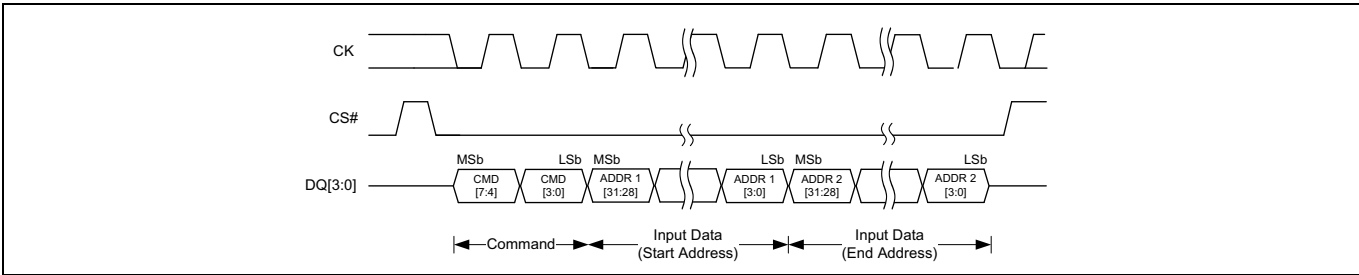 CK
CS#
MSb LSb MSb LSb MSb LSb
DQ[3:0] CMD CMD ADDR 1 ADDR 1 ADDR 2 ADDR 2
[7:4] [3:0] [31:28] [3:0] [31:28] [3:0]
Command Input Data Input Data
(Start Address) (End Address)